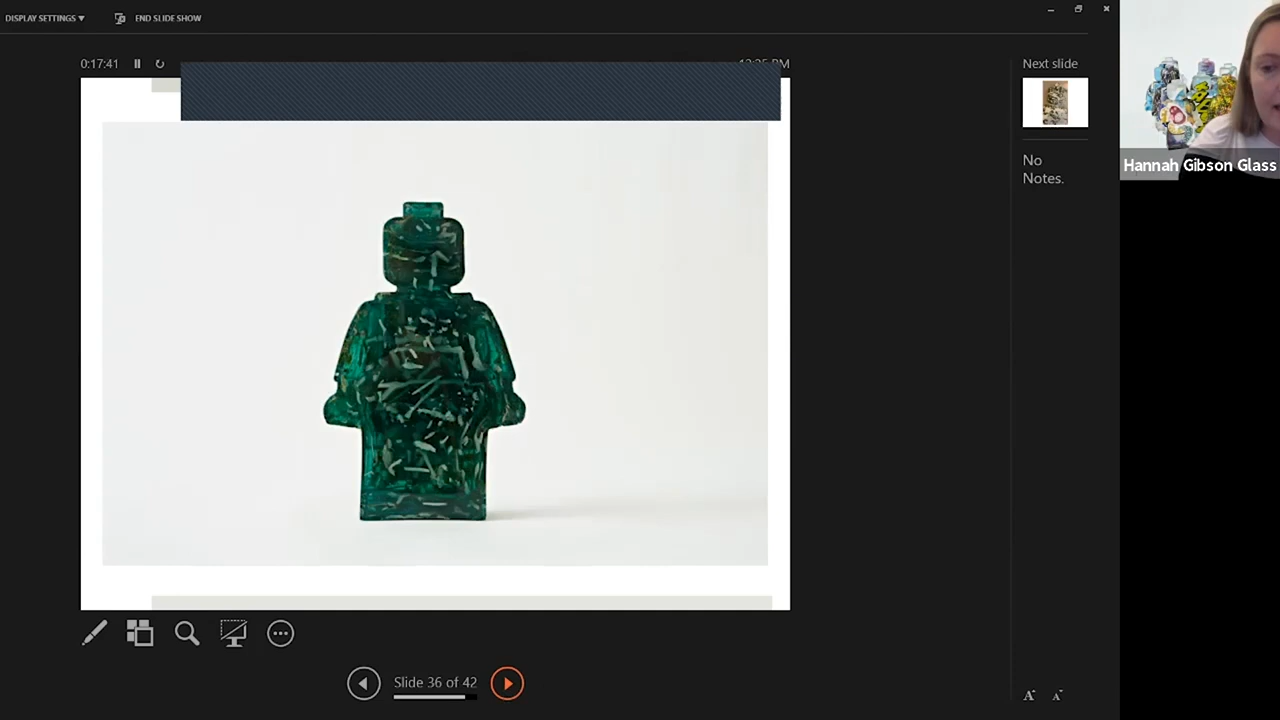 DISPLAY SETTINGS ▼
END SLIDE SHOW
0:17:41
Next slide
No
Notes.
Hannah Gibson Glass
Slide 36 of 42